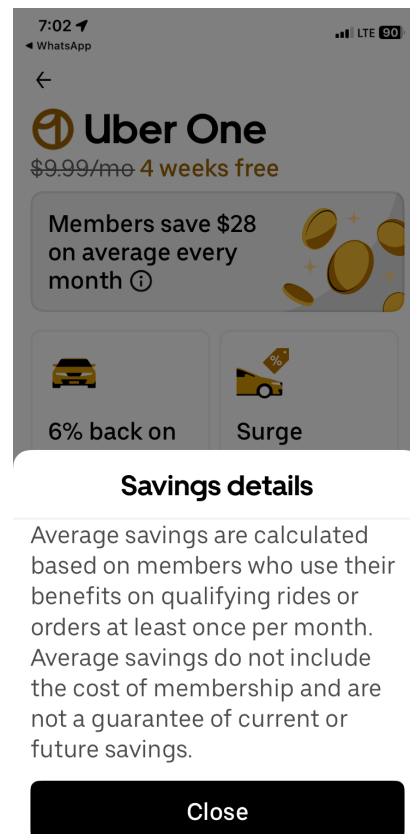 7:02
◀ WhatsApp
LTE 90
←
Uber One
$9.99/mo 4 weeks free
Members save $28
on average every
month
%
6% back on
Surge
Savings details
Average savings are calculated
based on members who use their
benefits on qualifying rides or
orders at least once per month.
Average savings do not include
the cost of membership and are
not a guarantee of current or
future savings.
Close